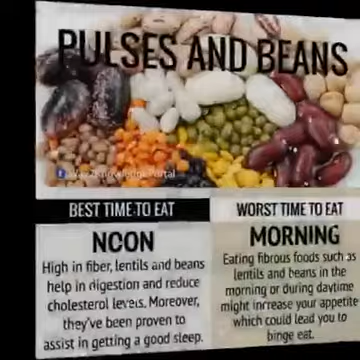 PULSES AND BEANS
BEST TIME TO EAT
NOON
High in fiber, lentils and beans
help in digestion and reduce
cholesterol levels. Moreover,
they've been proven to
assist in getting a good sleep.
WORST TIME TO EAT
MORNING
Eating fibrous foods such as
lentils and beans in the
morning or during daytime
might increase your appetite
which could lead you to
binge eat.